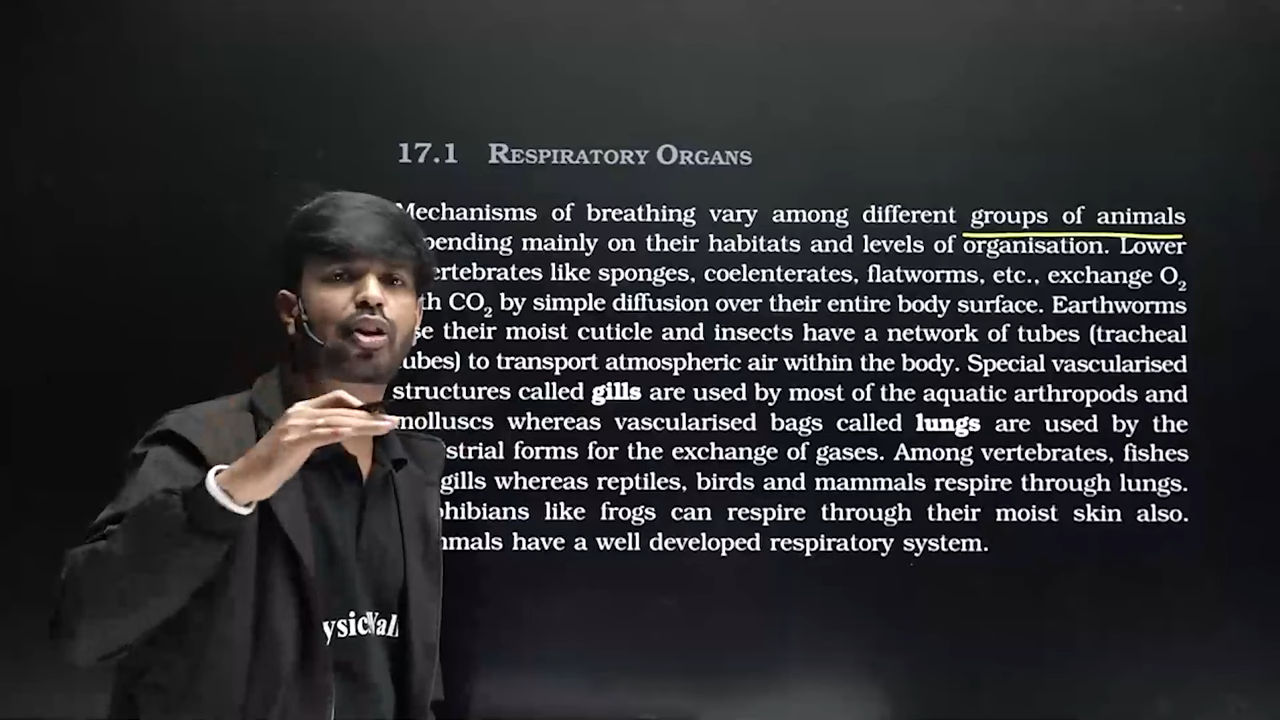 17.1 Respiratory Organs
Mechanisms of breathing vary among different groups of animals
pending mainly on their habitats and levels of organisation. Lower
ertebrates like sponges, coelenterates, flatworms, etc., exchange O2
th CO2 by simple diffusion over their entire body surface. Earthworms
se their moist cuticle and insects have a network of tubes (tracheal
ubes) to transport atmospheric air within the body. Special vascularised
structures called gills are used by most of the aquatic arthropods and
molluscs whereas vascularised bags called lungs are used by the
strial forms for the exchange of gases. Among vertebrates, fishes
gills whereas reptiles, birds and mammals respire through lungs.
phibians like frogs can respire through their moist skin also.
mmals have a well developed respiratory system.
ysicsWall